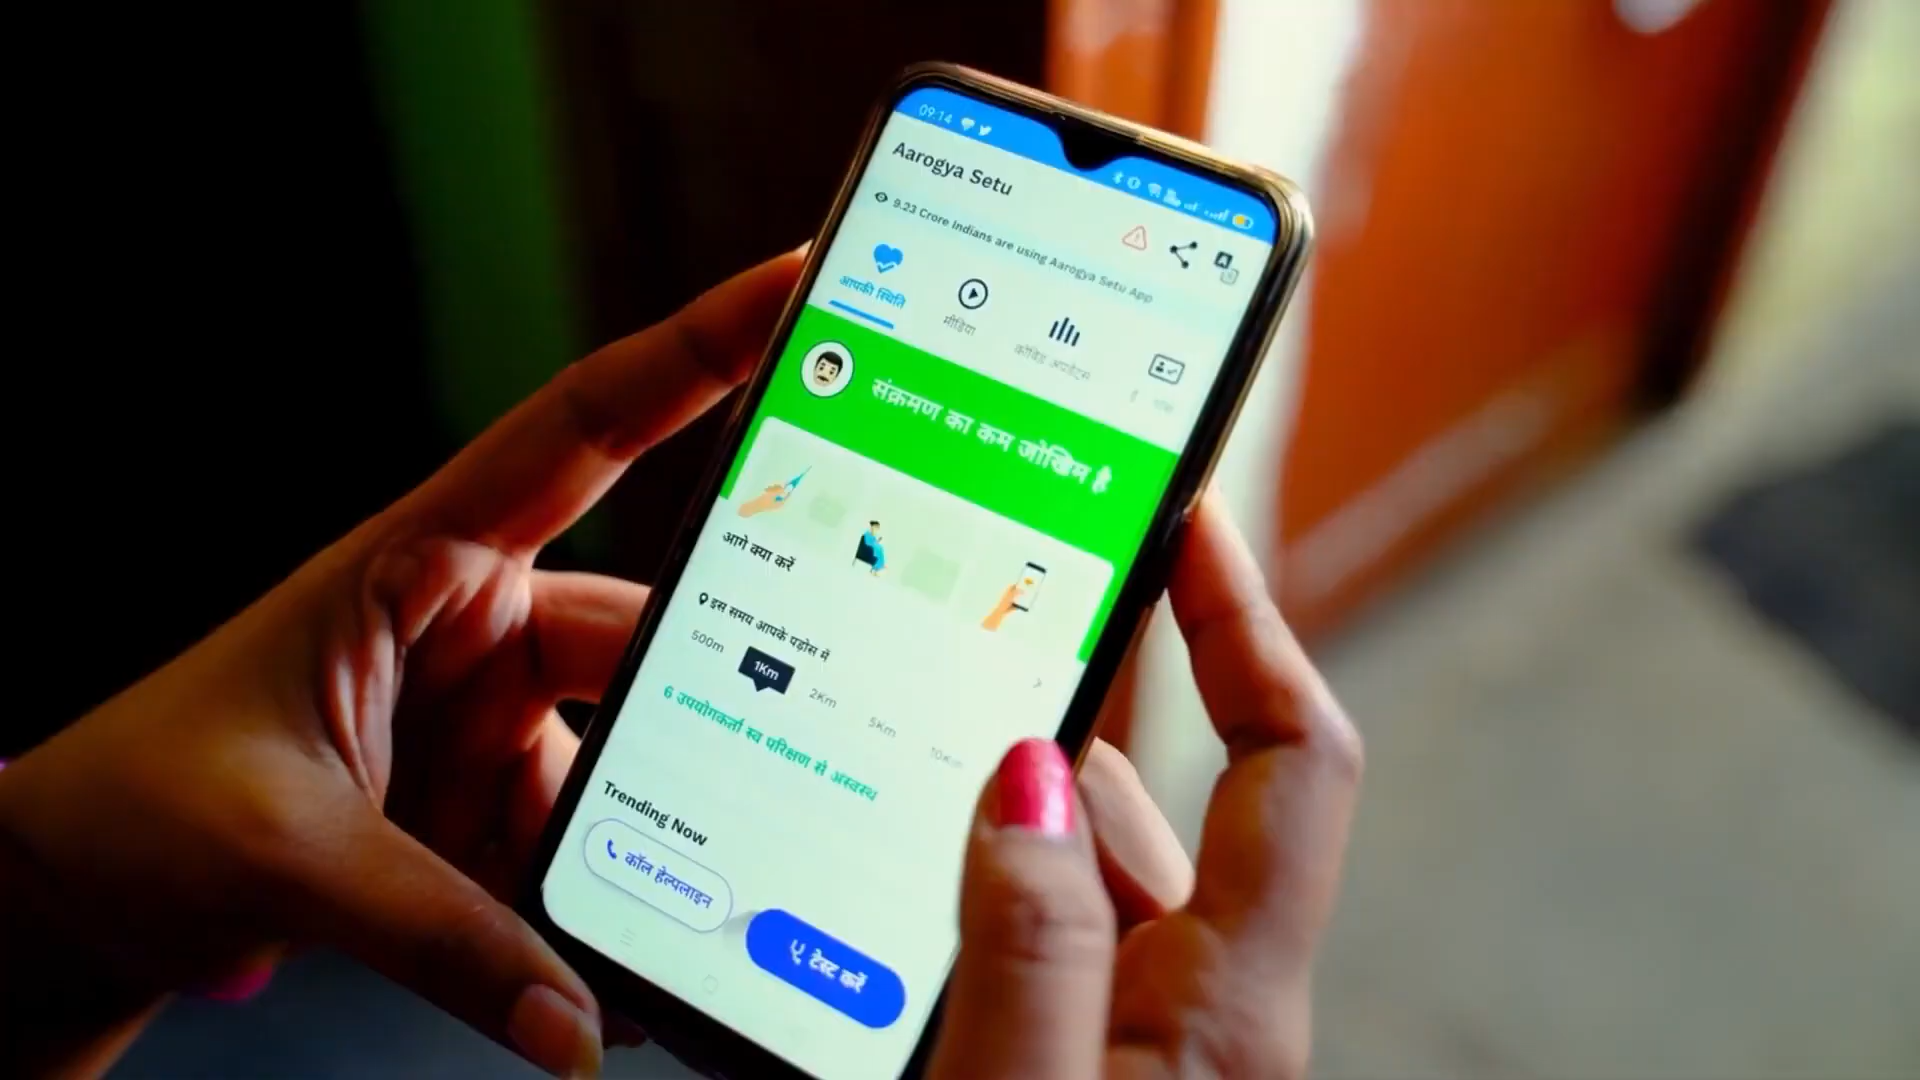 09:14
Aarogya Setu
9.23 Crore Indians are using Aarogya Setu App
आपकी स्थिति
मीडिया
कोविड अपडेट्स
संक्रमण का कम जोखिम है
आगे क्या करें
इस समय आपके पड़ोस में
500m
1Km
2Km
5Km
10Km
6 उपयोगकर्ता स्व परिक्षण से अस्वस्थ
Trending Now
कॉल हेल्पलाइन
टेस्ट करें